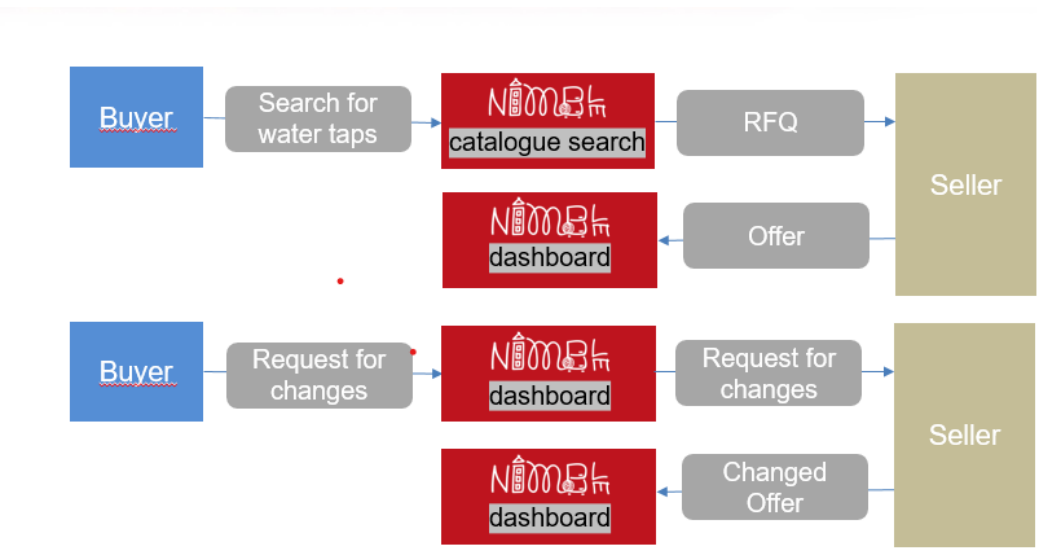 Buyer
Search for
water taps
NIMBLE
catalogue search
RFQ
Seller
NIMBLE
dashboard
Offer
Buyer
Request for
changes
NIMBLE
dashboard
Request for
changes
Seller
NIMBLE
dashboard
Changed
Offer